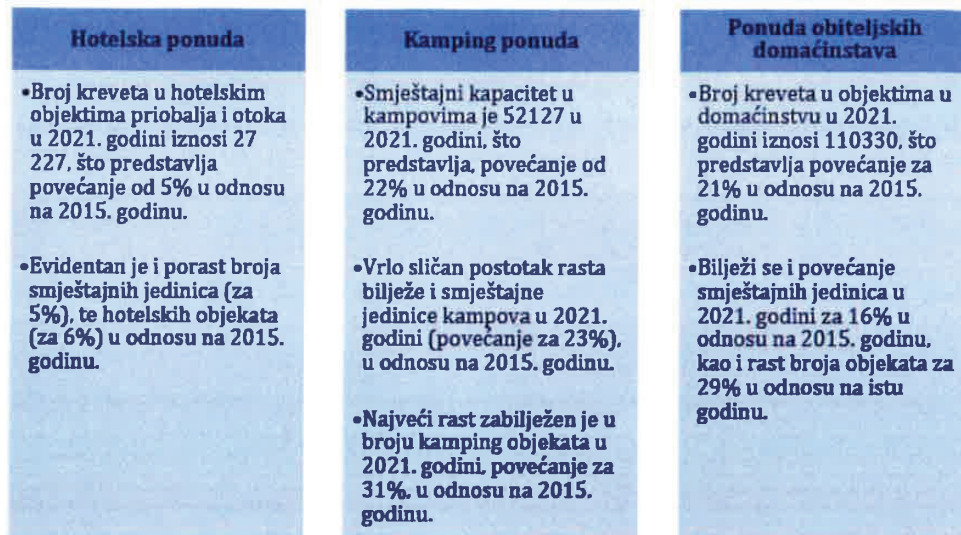 Hotelska ponuda
•Broj kreveta u hotelskim
objektima priobalja i otoka
u 2021. godini iznosi 27
227, što predstavlja
povećanje od 5% u odnosu
na 2015. godinu.
•Evidentan je i porast broja
smještajnih jedinica (za
5%), te hotelskih objekata
(za 6%) u odnosu na 2015.
godinu.
Kamping ponuda
•Smještajni kapacitet u
kampovima je 52127 u
2021. godini, što
predstavlja, povećanje od
22% u odnosu na 2015.
godinu.
•Vrlo sličan postotak rasta
bilježe i smještajne
jedinice kampova u 2021.
godini (povećanje za 23%),
u odnosu na 2015. godinu.
•Najveći rast zabilježen je u
broju kamping objekata u
2021. godini, povećanje za
31%, u odnosu na 2015.
godinu.
Ponuda obiteljskih
domaćinstava
•Broj kreveta u objektima u
domaćinstvu u 2021.
godini iznosi 110330, što
predstavlja povećanje za
21% u odnosu na 2015.
godinu.
•Bilježi se i povećanje
smještajnih jedinica u
2021. godini za 16% u
odnosu na 2015. godinu,
kao i rast broja objekata za
29% u odnosu na istu
godinu.